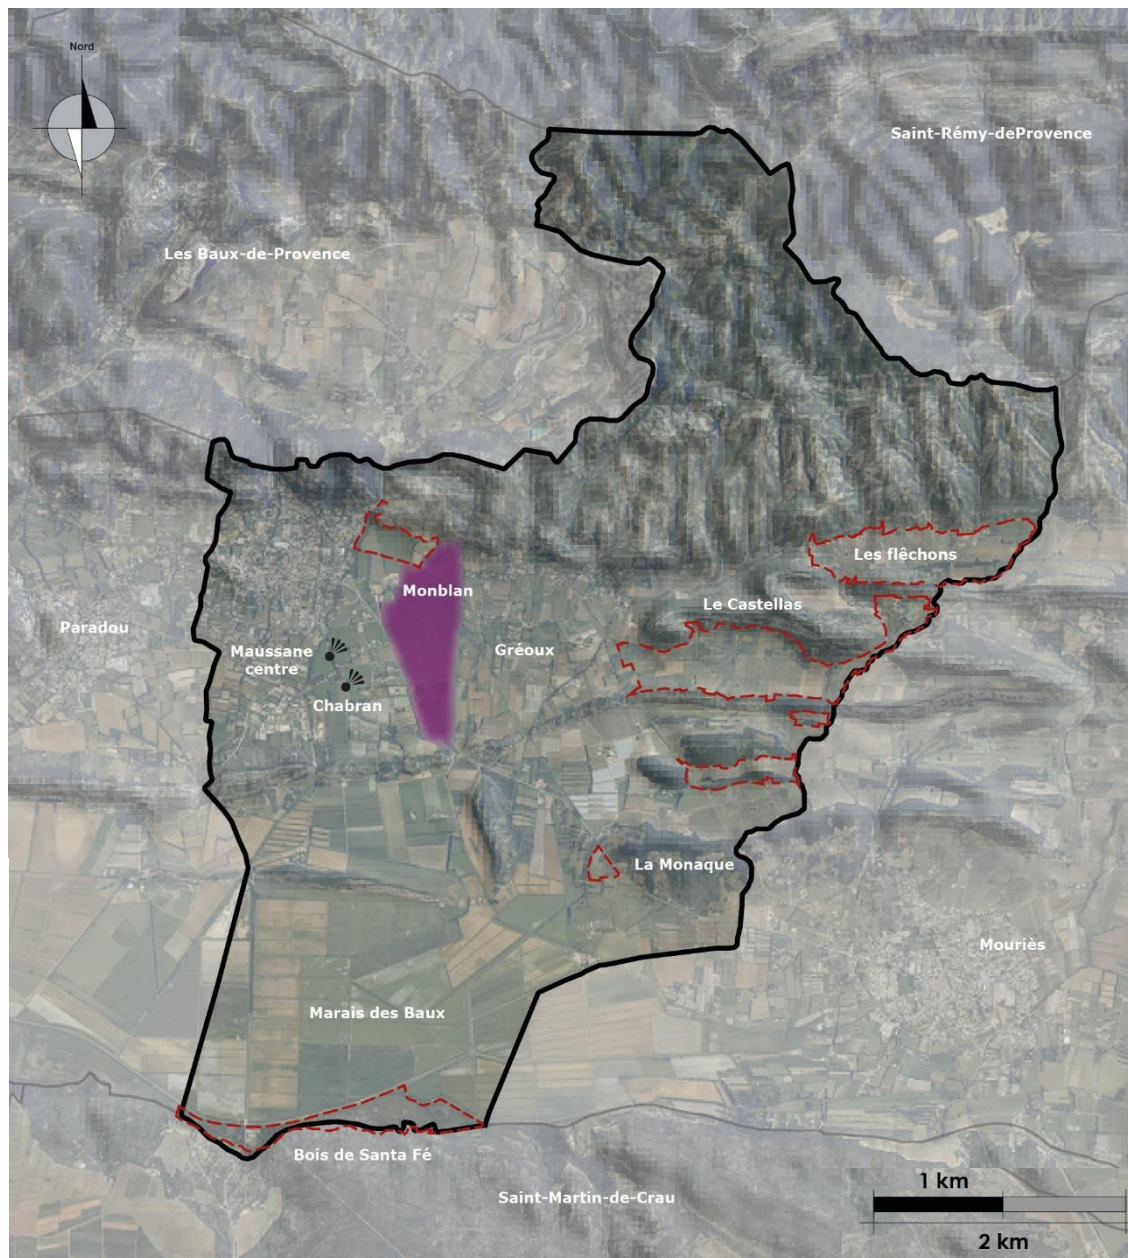 Nord
Saint-Rémy-deProvence
Les Baux-de-Provence
Les flêchons
Monblan
Le Castellas
Paradou
Maussane
centre
Gréoux
Chabran
La Monaque
Mouriès
Marais des Baux
Bois de Santa Fé
Saint-Martin-de-Crau
1 km
2 km